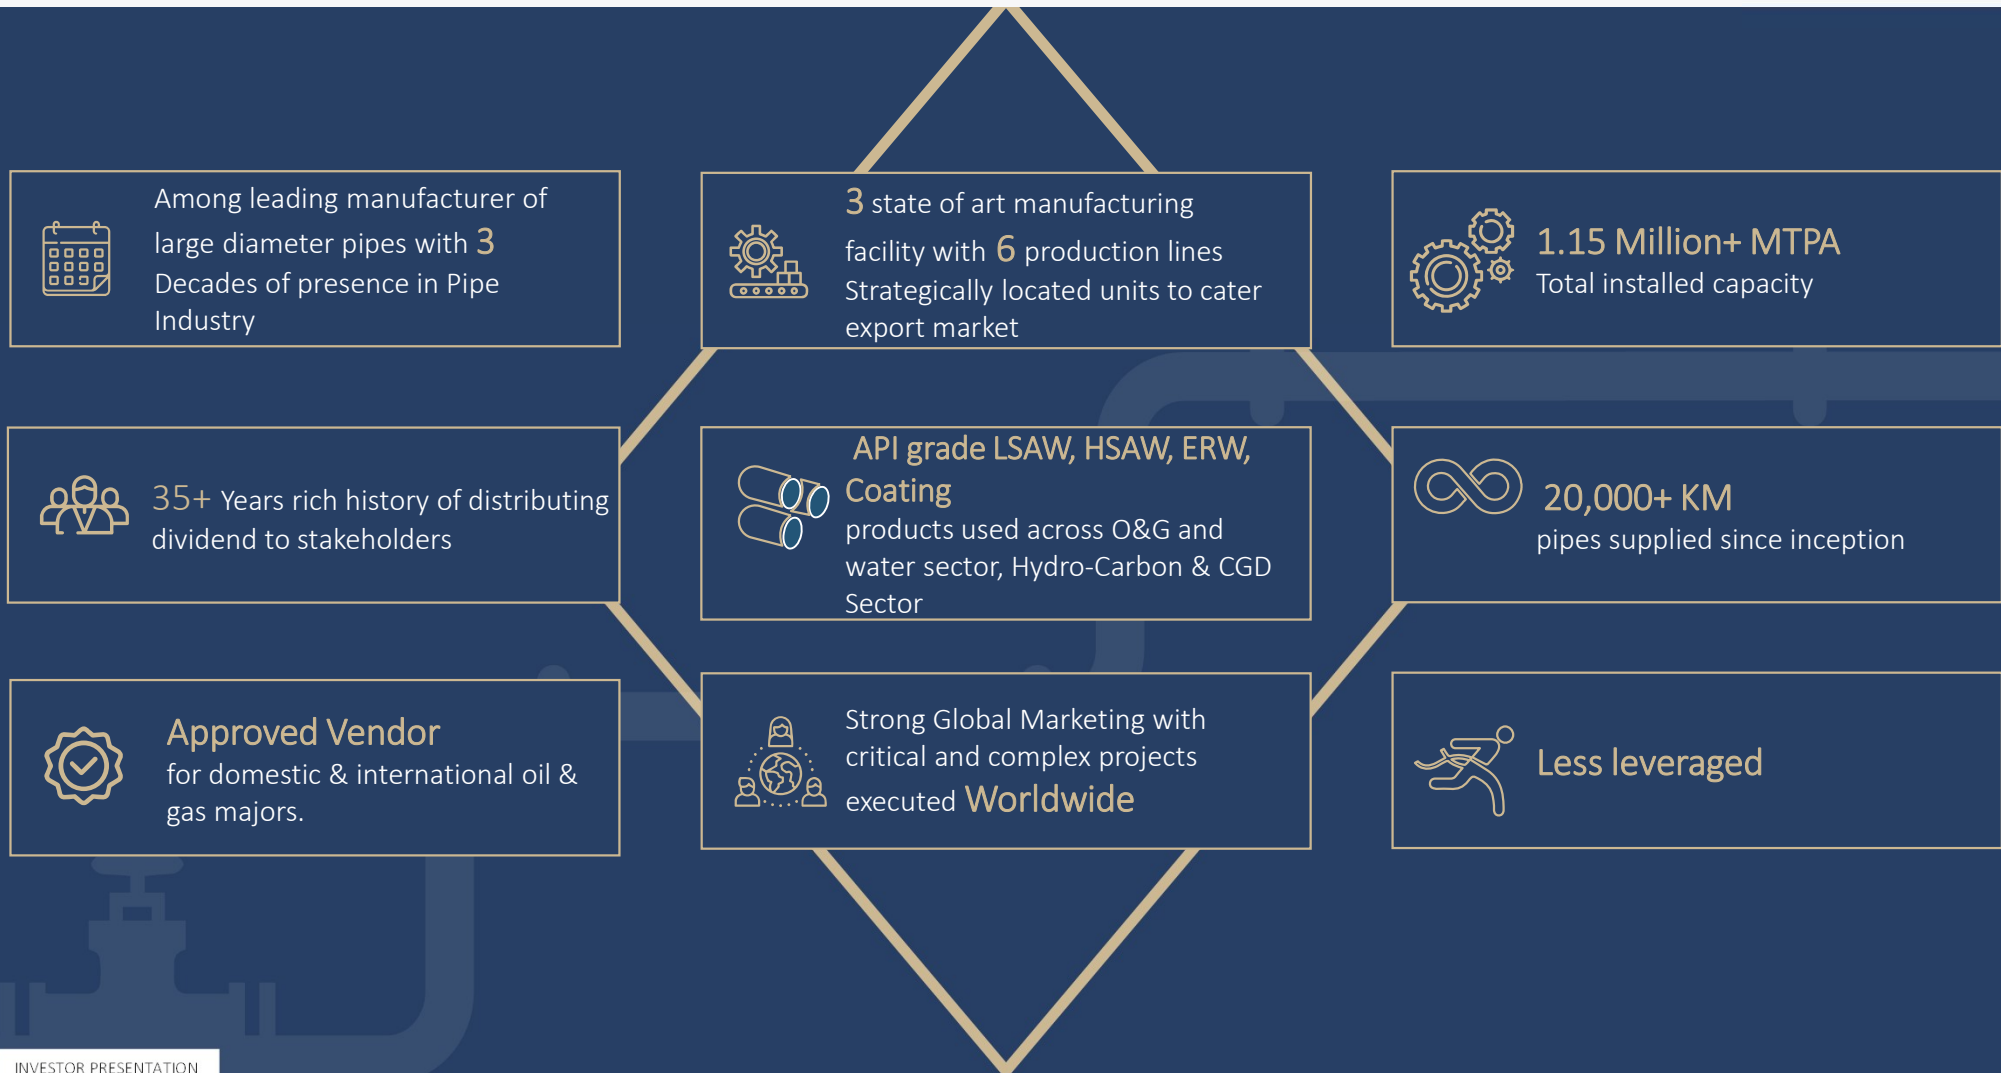 Among leading manufacturer of
large diameter pipes with 3
Decades of presence in Pipe
Industry
3 state of art manufacturing
facility with 6 production lines
Strategically located units to cater
export market
1.15 Million+ MTPA
Total installed capacity
35+ Years rich history of distributing
dividend to stakeholders
API grade LSAW, HSAW, ERW,
Coating
products used across O&G and
water sector, Hydro-Carbon & CGD
Sector
20,000+ KM
pipes supplied since inception
Approved Vendor
for domestic & international oil &
gas majors.
Strong Global Marketing with
critical and complex projects
executed Worldwide
Less leveraged
INVESTOR PRESENTATION